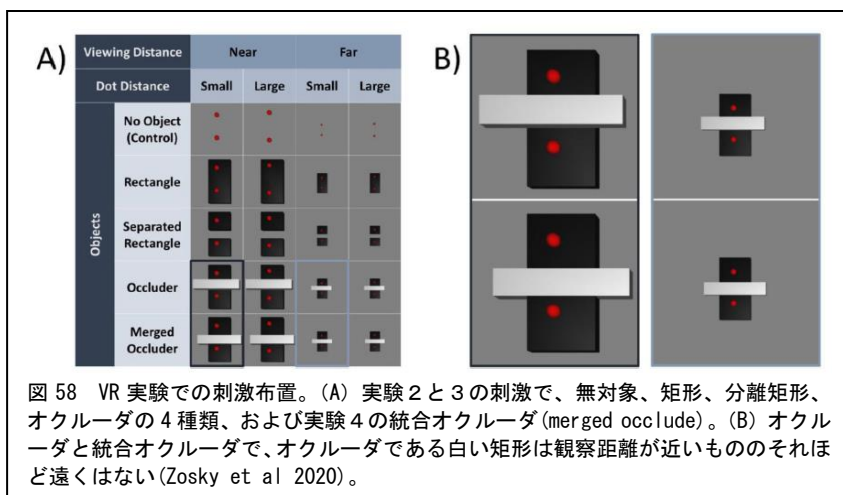 A)
Viewing Distance Near Far
Dot Distance Small Large Small Large
Objects
No Object
(Control)
Rectangle
Separated
Rectangle
Occluder
Merged
Occluder
B)
図 58 VR 実験での刺激布置。(A) 実験２と３の刺激で、無対象、矩形、分離矩形、
オクルーダの 4 種類、および実験４の統合オクルーダ(merged occlude)。(B) オクル
ーダと統合オクルーダで、オクルーダである白い矩形は観察距離が近いもののそれほ
ど遠くはない(Zosky et al 2020)。